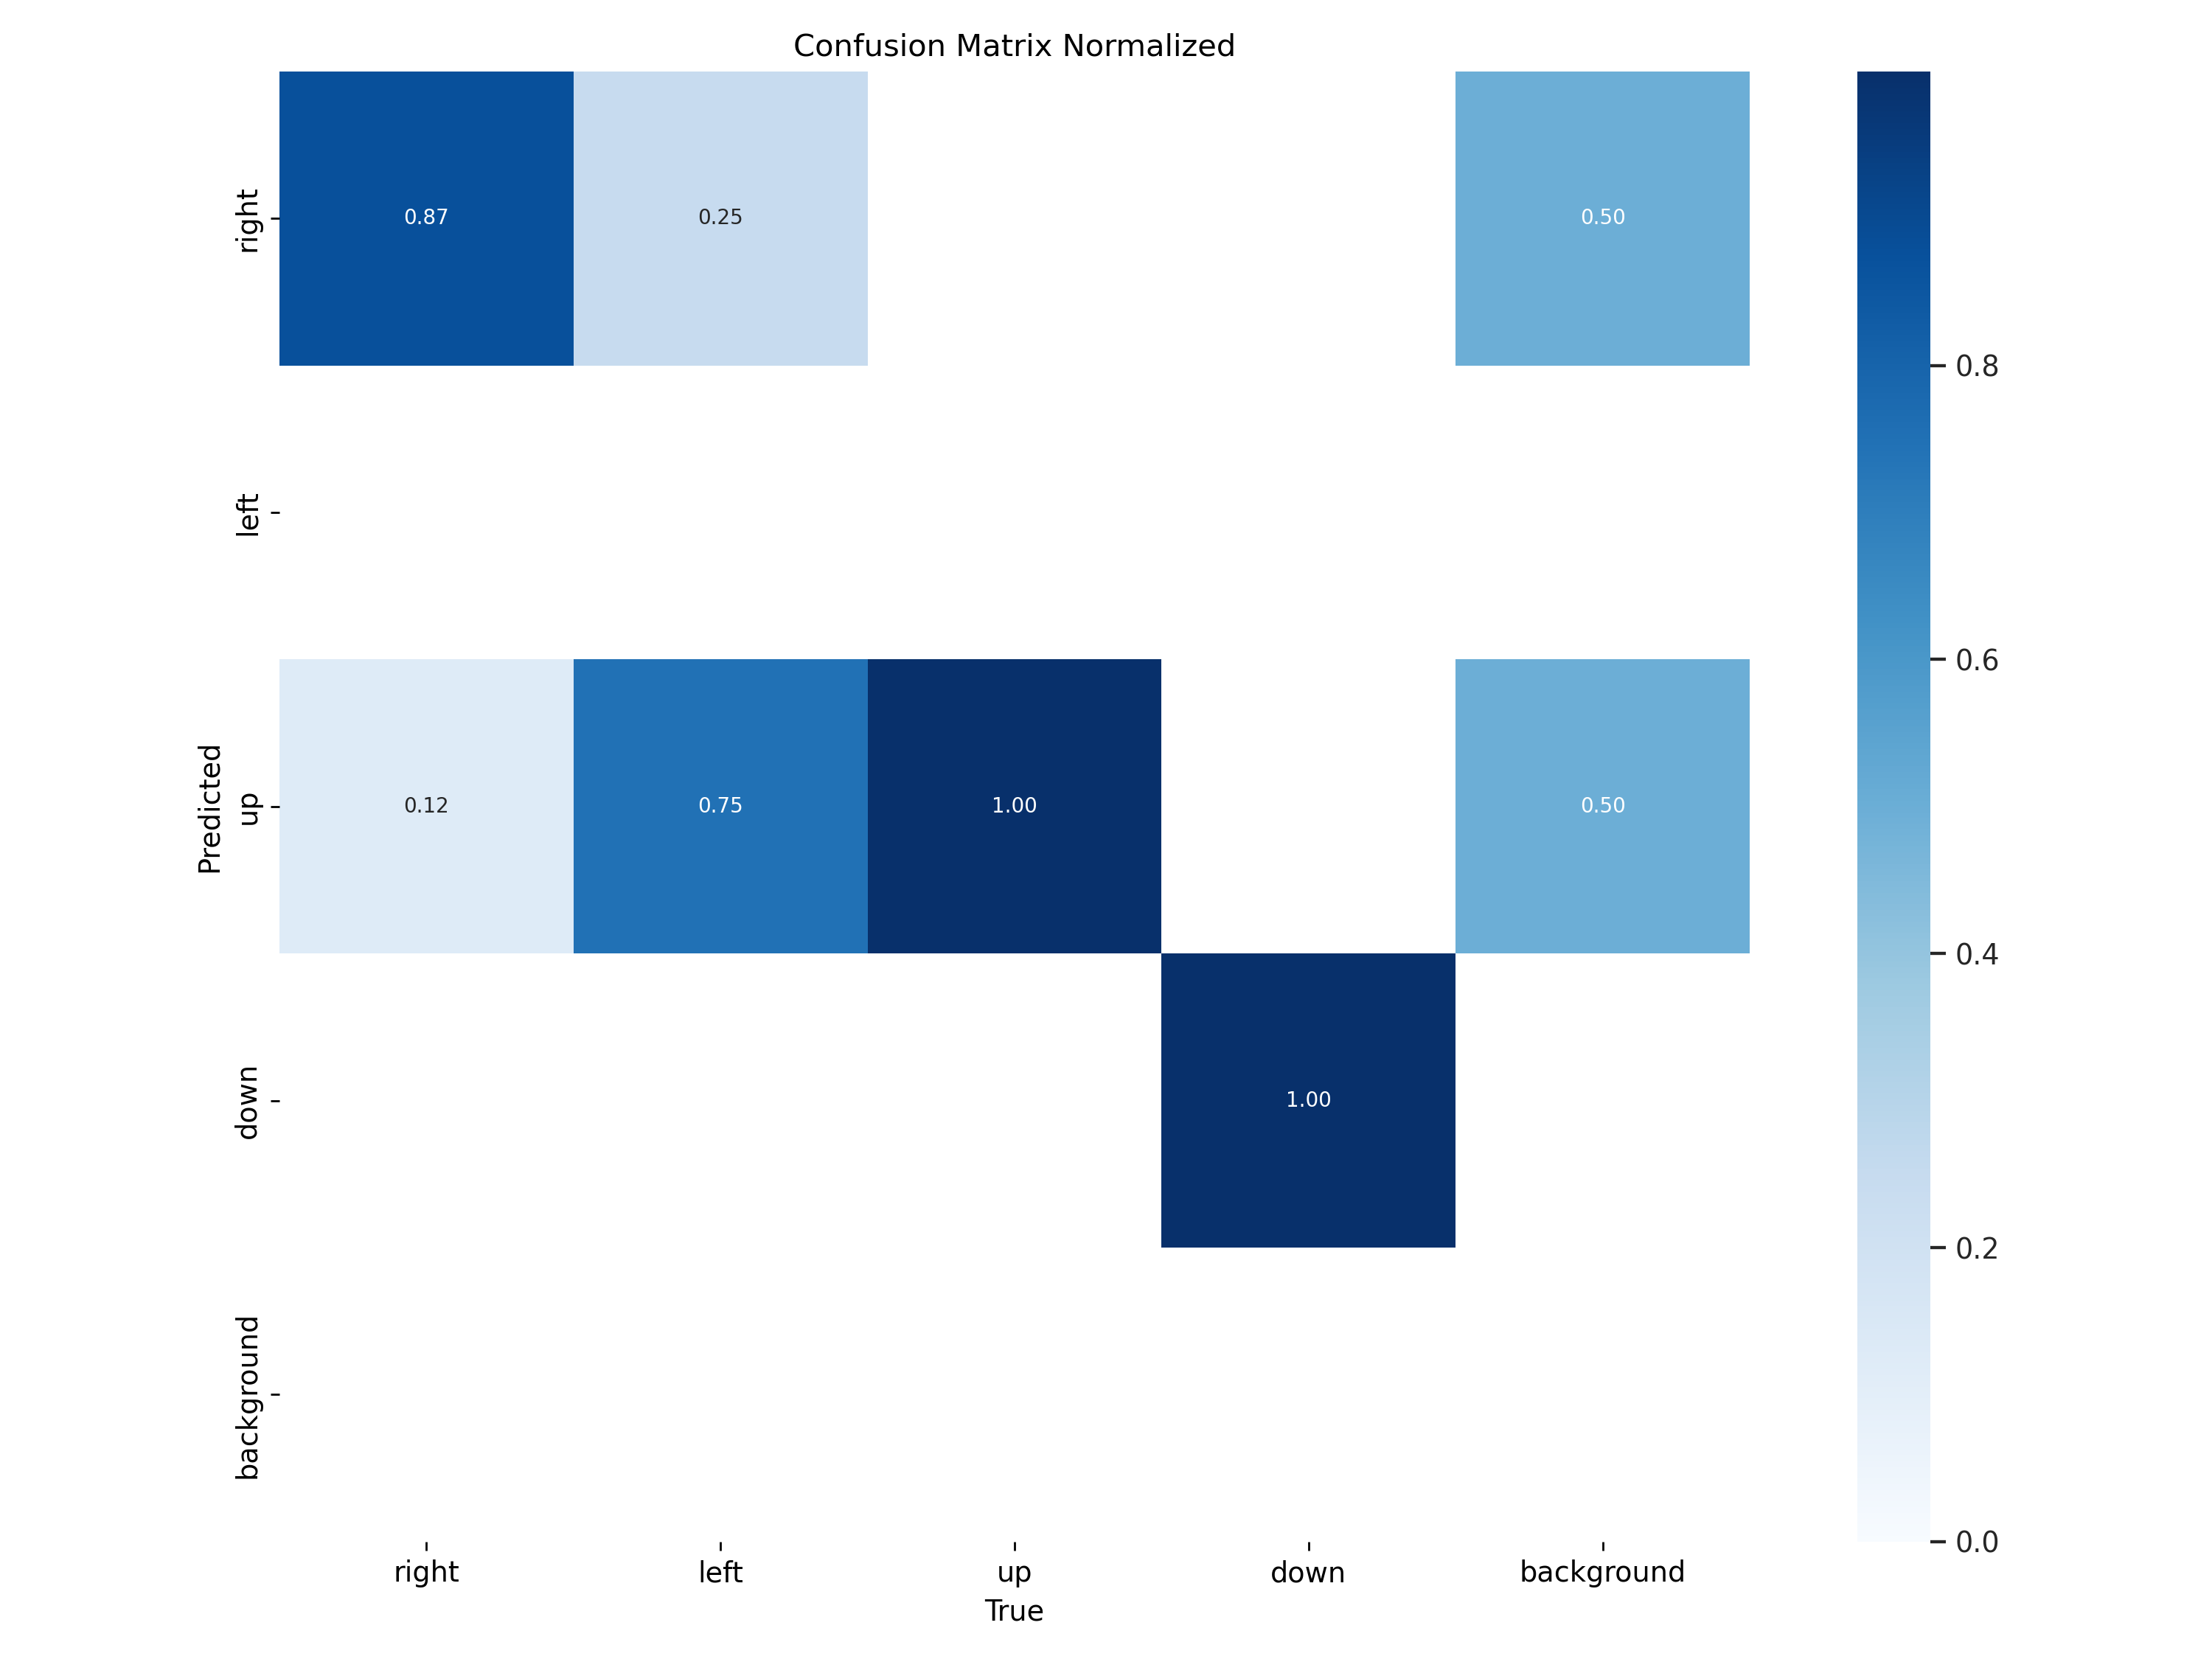 Confusion Matrix Normalized
right
0.87
0.25
0.50
0.8
left
0.6
Predicted
up
0.12
0.75
1.00
0.50
0.4
down
1.00
0.2
background
0.0
right
left
up
down
background
True